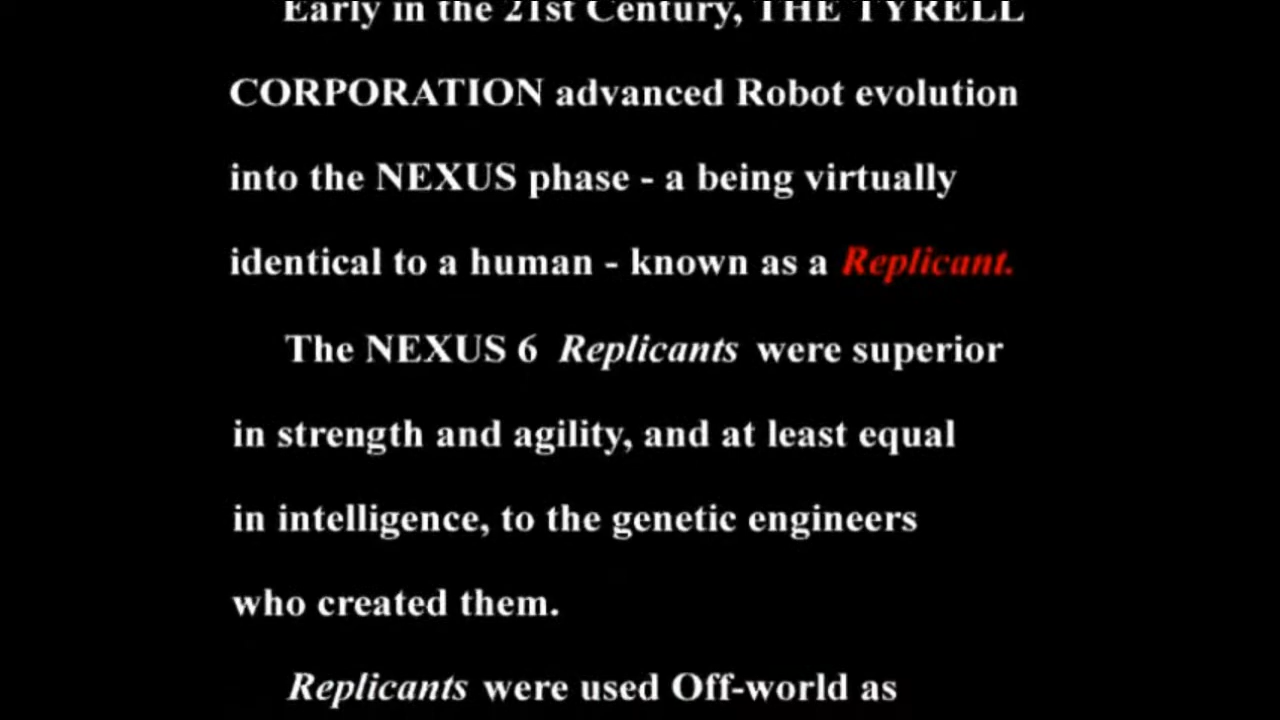 Early in the 21st Century, THE TYRELL
CORPORATION advanced Robot evolution
into the NEXUS phase - a being virtually
identical to a human - known as a Replicant.
The NEXUS 6 Replicants were superior
in strength and agility, and at least equal
in intelligence, to the genetic engineers
who created them.
Replicants were used Off-world as